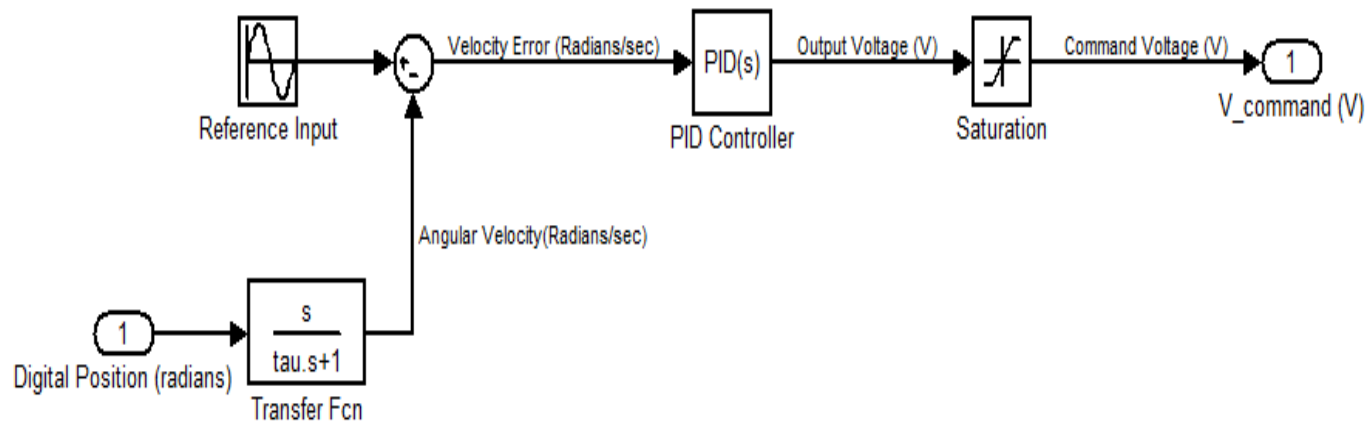 Velocity Error (Radians/sec)
Output Voltage (V)
Command Voltage (V)
+
-
PID(s)
1
Reference Input
PID Controller
Saturation
V_command (V)
Angular Velocity(Radians/sec)
1
s
tau.s+1
Digital Position (radians)
Transfer Fcn